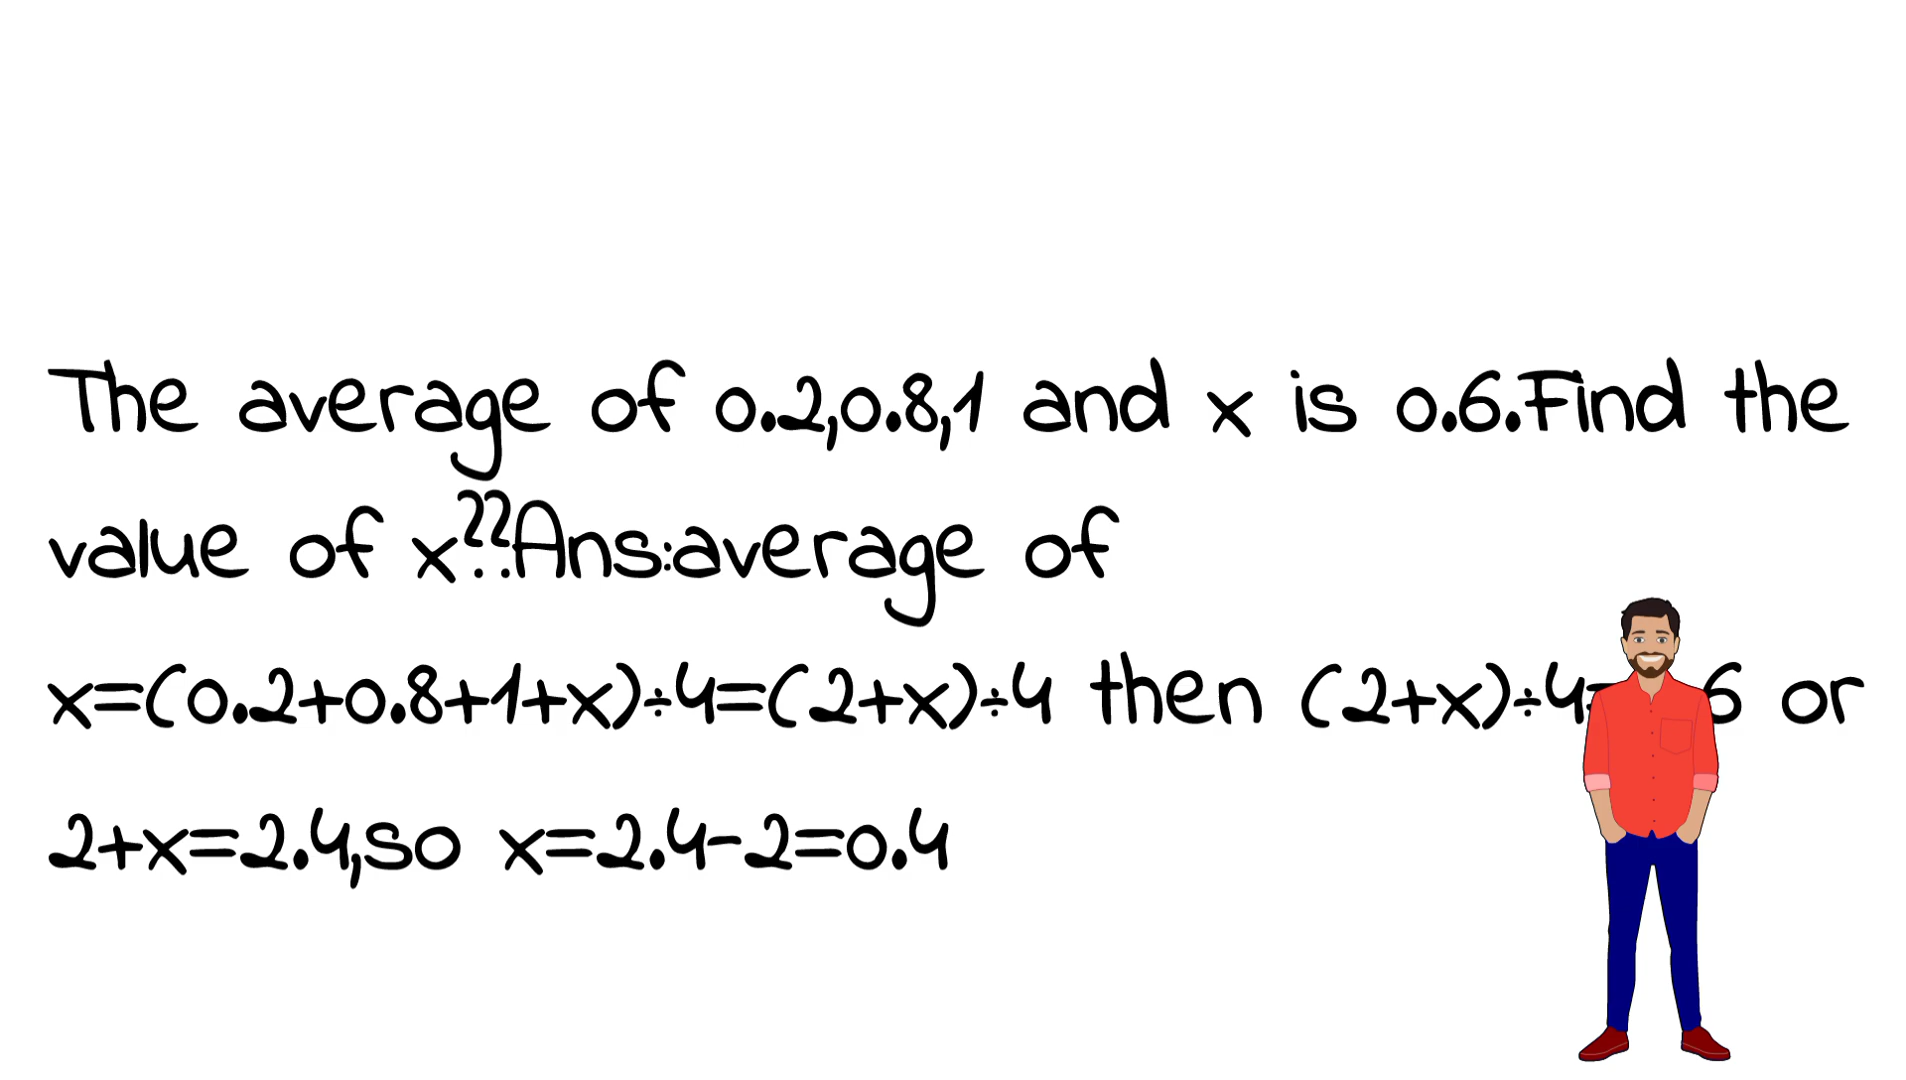 The average of 0.2,0.8,1 and x is 0.6.Find the
value of x??Ans:average of
x=(0.2+0.8+1+x)÷4=(2+x)÷4 then (2+x)÷4= 6 or
2+x=2.4,so x=2.4-2=0.4